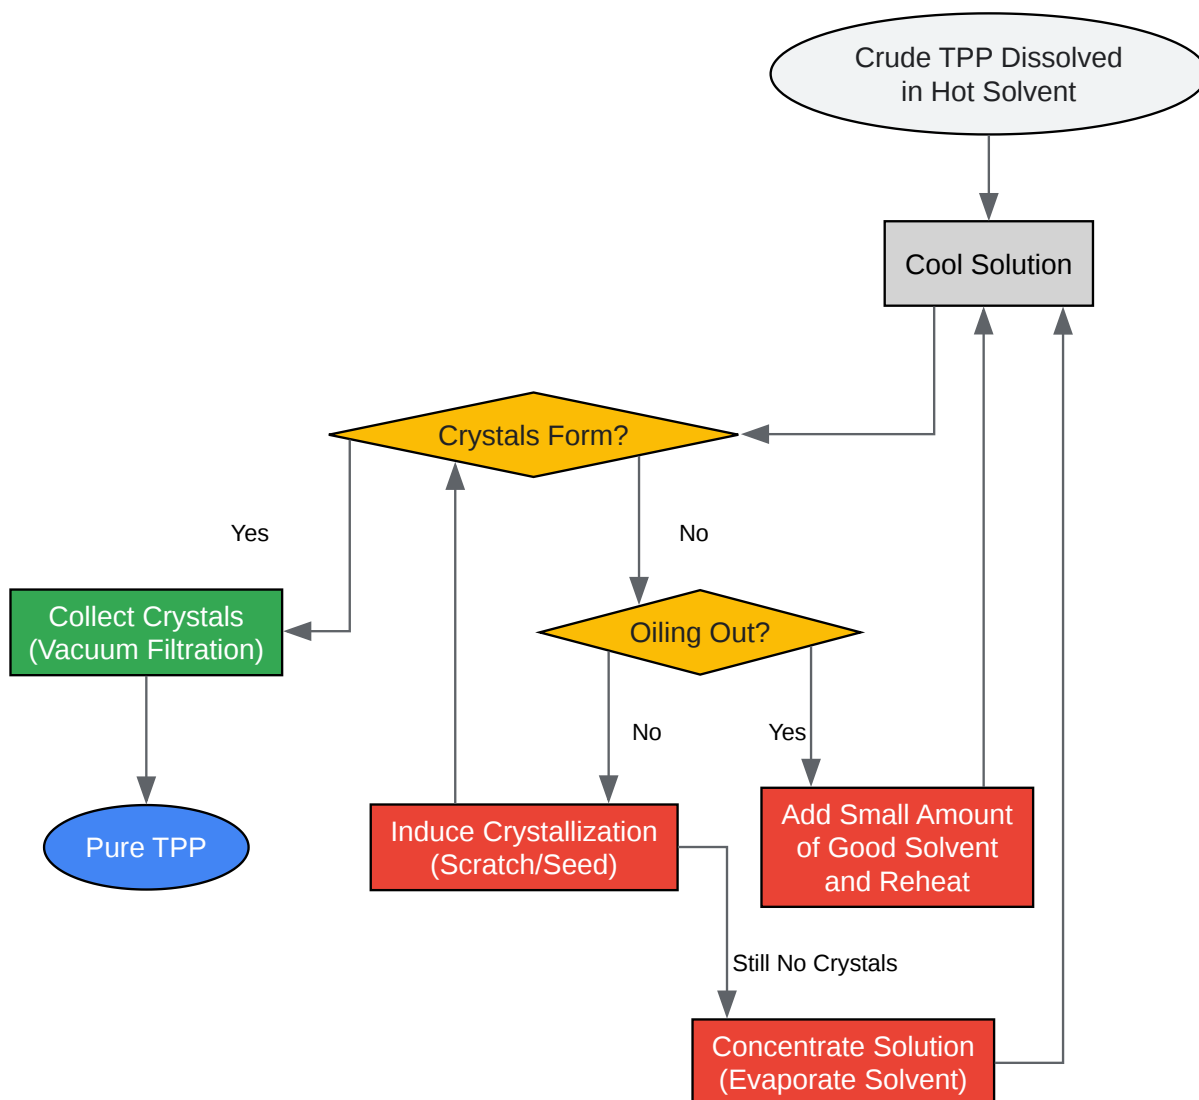 Crude TPP Dissolved
in Hot Solvent
Cool Solution
Crystals Form?
Yes
No
Collect Crystals
(Vacuum Filtration)
Oiling Out?
No
Yes
Pure TPP
Induce Crystallization
(Scratch/Seed)
Add Small Amount
of Good Solvent
and Reheat
Still No Crystals
Concentrate Solution
(Evaporate Solvent)